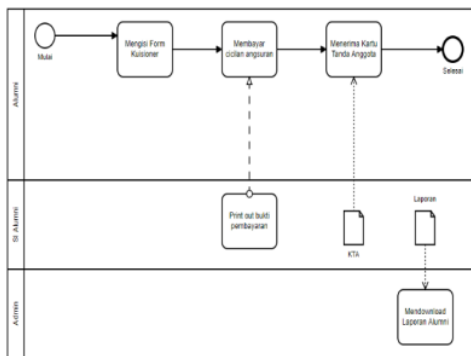 Alumni
Mulai
Mengisi Form
Kuisioner
Membayar
cicilan angsuran
Menerima Kartu
Tanda Anggota
Selesai
SI Alumni
Print out bukti
pembayaran
KTA
Laporan
Admin
Mendownload
Laporan Alumni